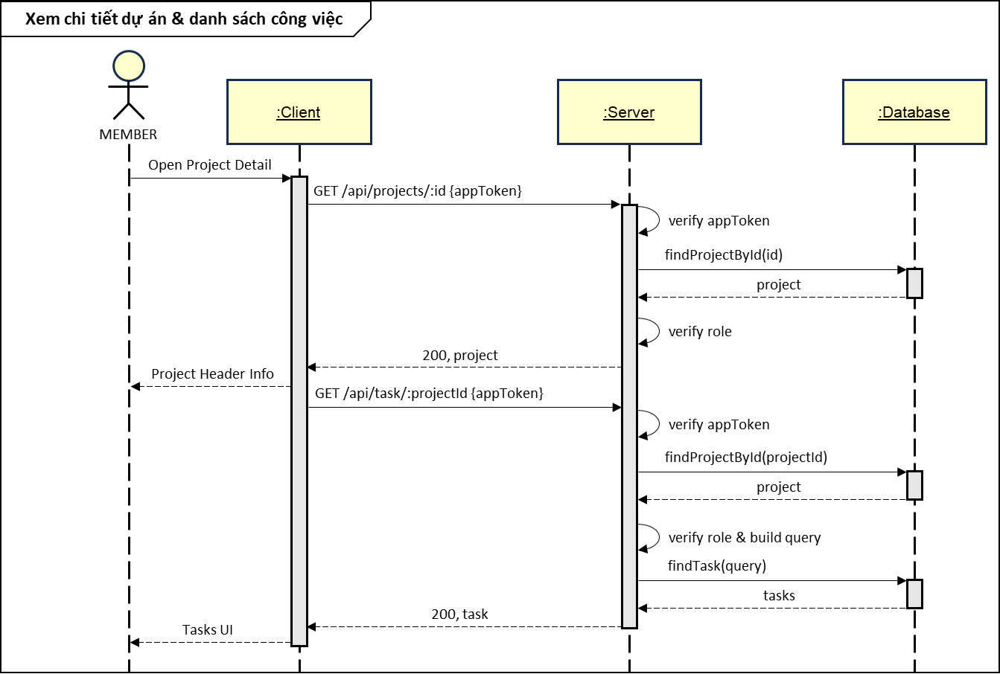 Xem chi tiết dự án & danh sách công việc
MEMBER
:Client
:Server
:Database
Open Project Detail
GET /api/projects/:id {appToken}
verify appToken
findProjectById(id)
project
verify role
200, project
Project Header Info
GET /api/task/:projectId {appToken}
verify appToken
findProjectById(projectId)
project
verify role & build query
findTask(query)
tasks
200, task
Tasks UI